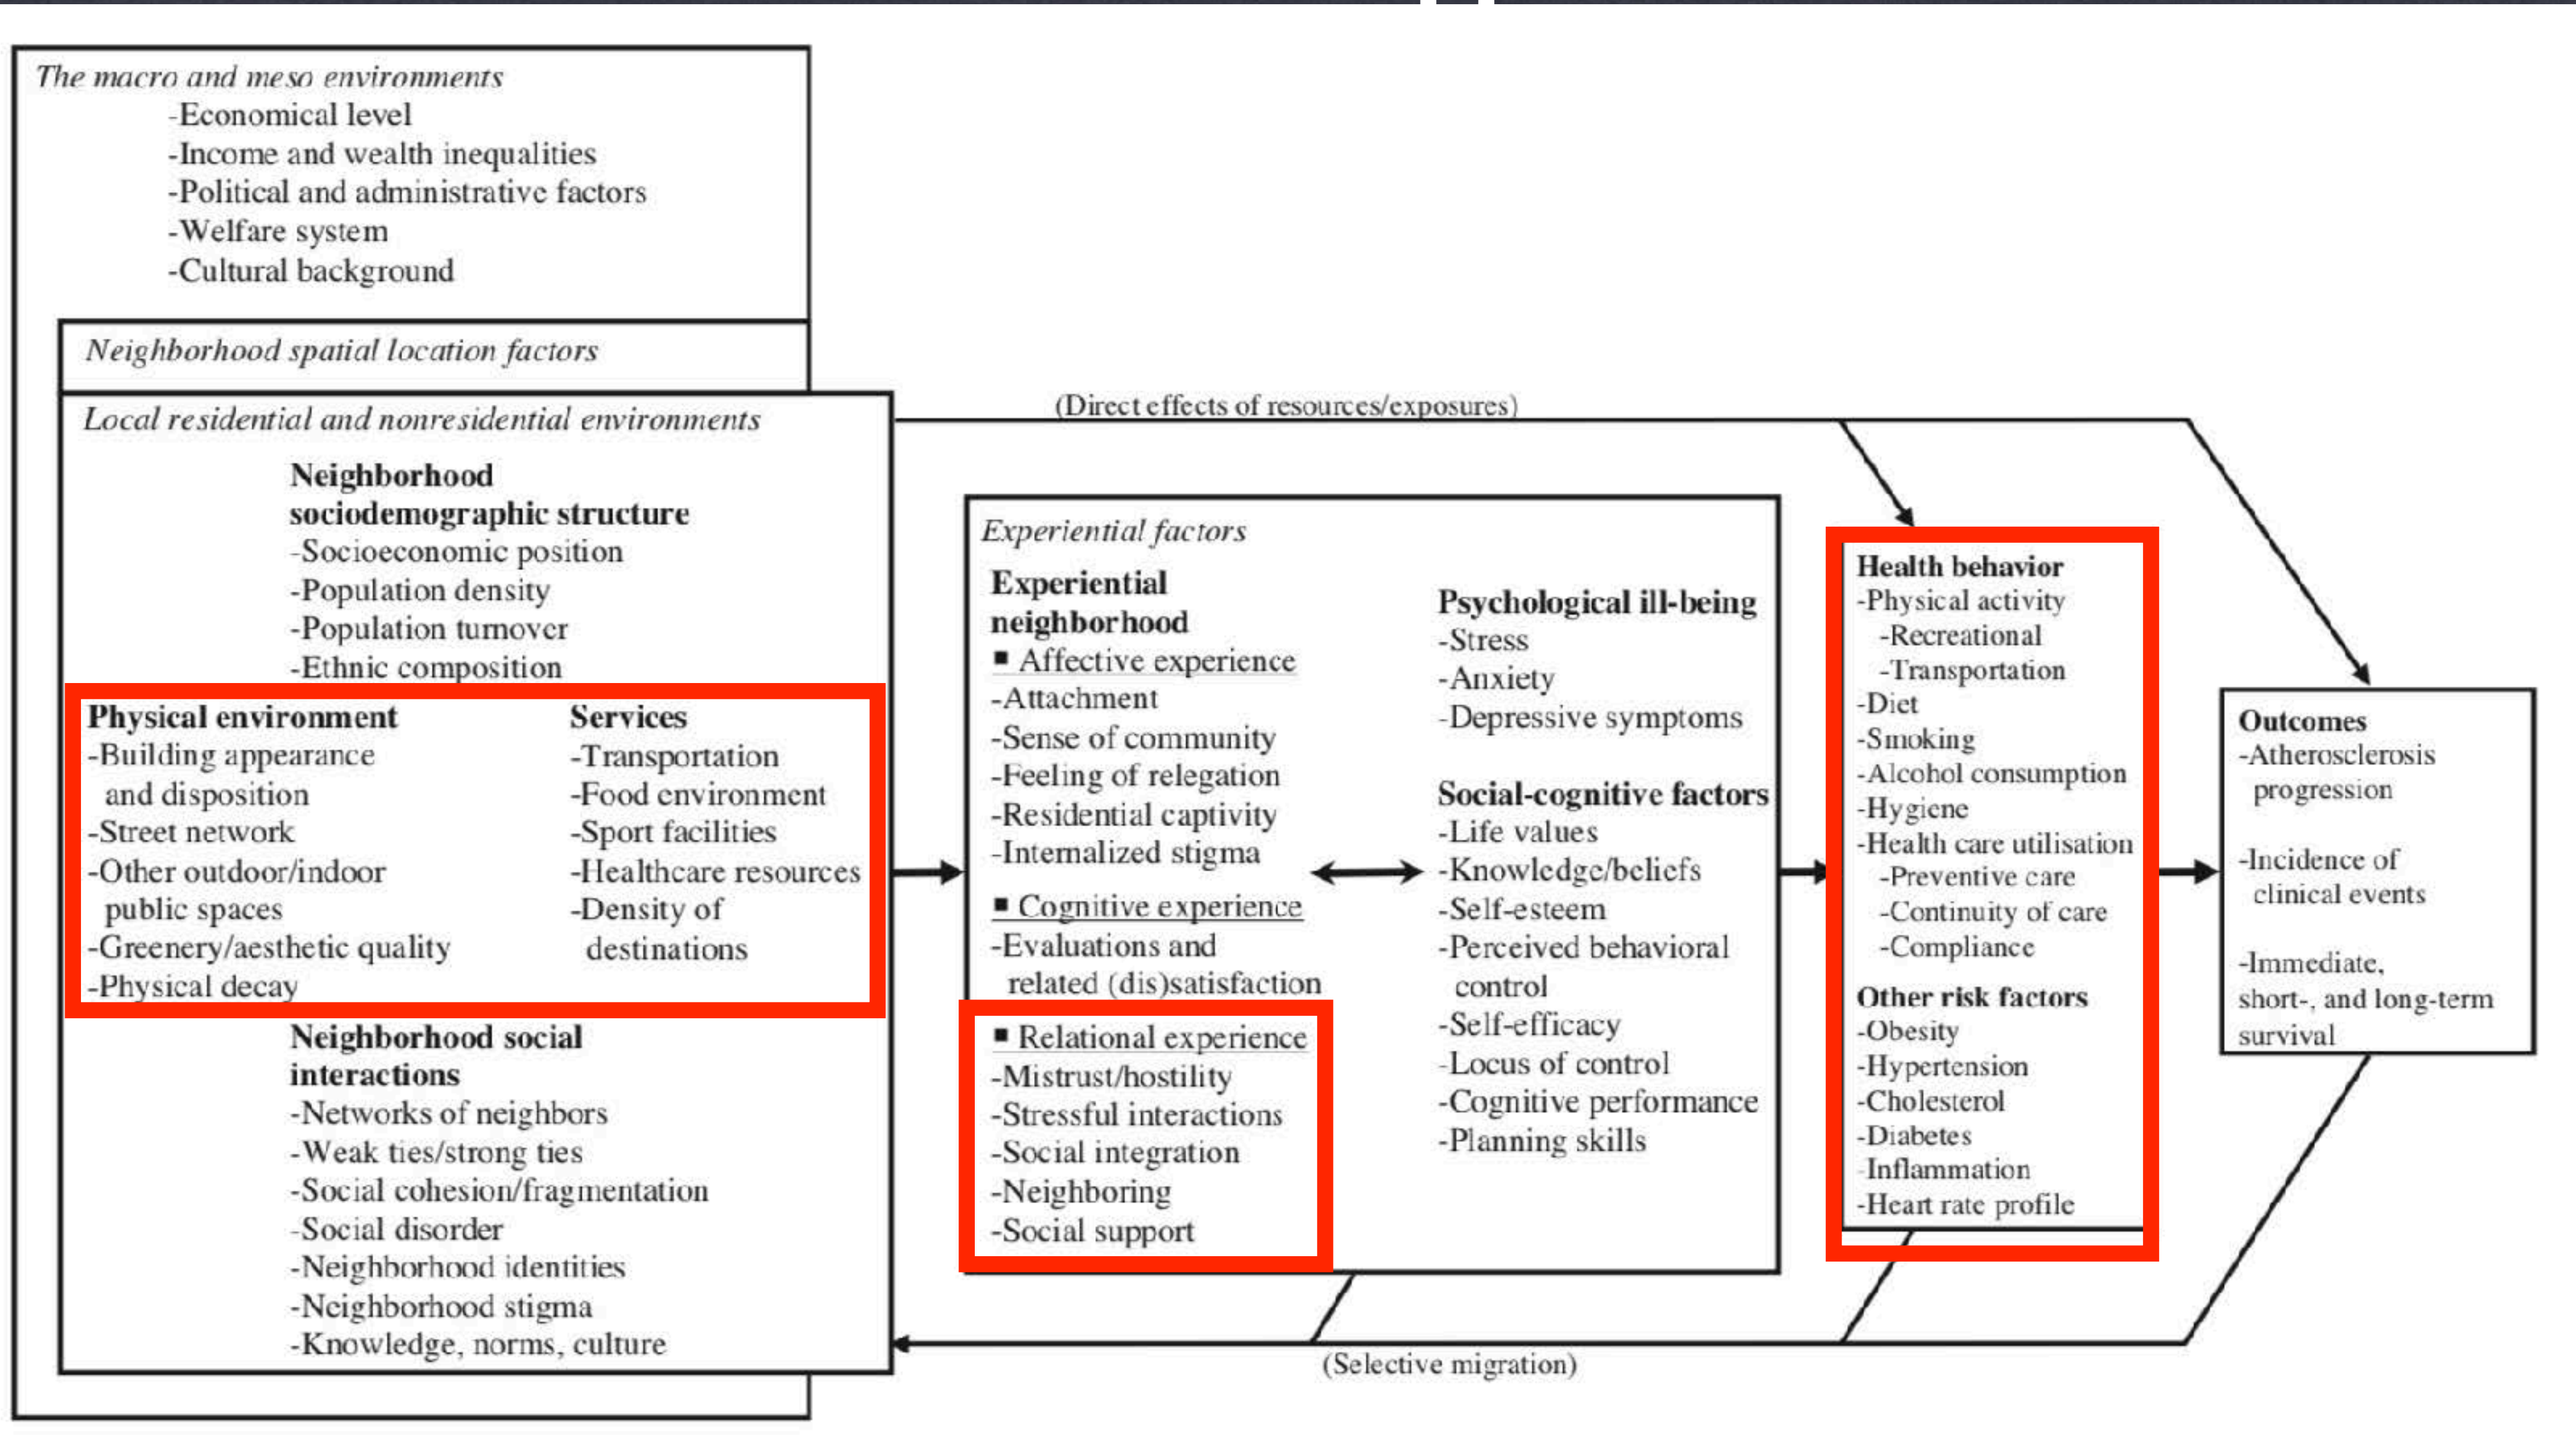 The macro and meso environments
-Economical level
-Income and wealth inequalities
-Political and administrative factors
-Welfare system
-Cultural background
Neighborhood spatial location factors
Local residential and nonresidential environments
Neighborhood
sociodemographic structure
-Socioeconomic position
-Population density
-Population turnover
-Ethnic composition
Physical environment
-Building appearance
and disposition
-Street network
-Other outdoor/indoor
public spaces
-Greenery/aesthetic quality
-Physical decay
Services
-Transportation
-Food environment
-Sport facilities
-Healthcare resources
-Density of
destinations
Neighborhood social
interactions
-Networks of neighbors
-Weak ties/strong ties
-Social cohesion/fragmentation
-Social disorder
-Neighborhood identities
-Neighborhood stigma
-Knowledge, norms, culture
(Direct effects of resources/exposures)
Experiential factors
Experiential
neighborhood
■ Affective experience
-Attachment
-Sense of community
-Feeling of relegation
-Residential captivity
-Internalized stigma
■ Cognitive experience
-Evaluations and
related (dis)satisfaction
■ Relational experience
-Mistrust/hostility
-Stressful interactions
-Social integration
-Neighboring
-Social support
Psychological ill-being
-Stress
-Anxiety
-Depressive symptoms
Social-cognitive factors
-Life values
-Knowledge/beliefs
-Self-esteem
-Perceived behavioral
control
-Self-efficacy
-Locus of control
-Cognitive performance
-Planning skills
Health behavior
-Physical activity
-Recreational
-Transportation
-Diet
-Smoking
-Alcohol consumption
-Hygiene
-Health care utilisation
-Preventive care
-Continuity of care
-Compliance
Other risk factors
-Obesity
-Hypertension
-Cholesterol
-Diabetes
-Inflammation
-Heart rate profile
Outcomes
-Atherosclerosis
progression
-Incidence of
clinical events
-Immediate,
short-, and long-term
survival
(Selective migration)